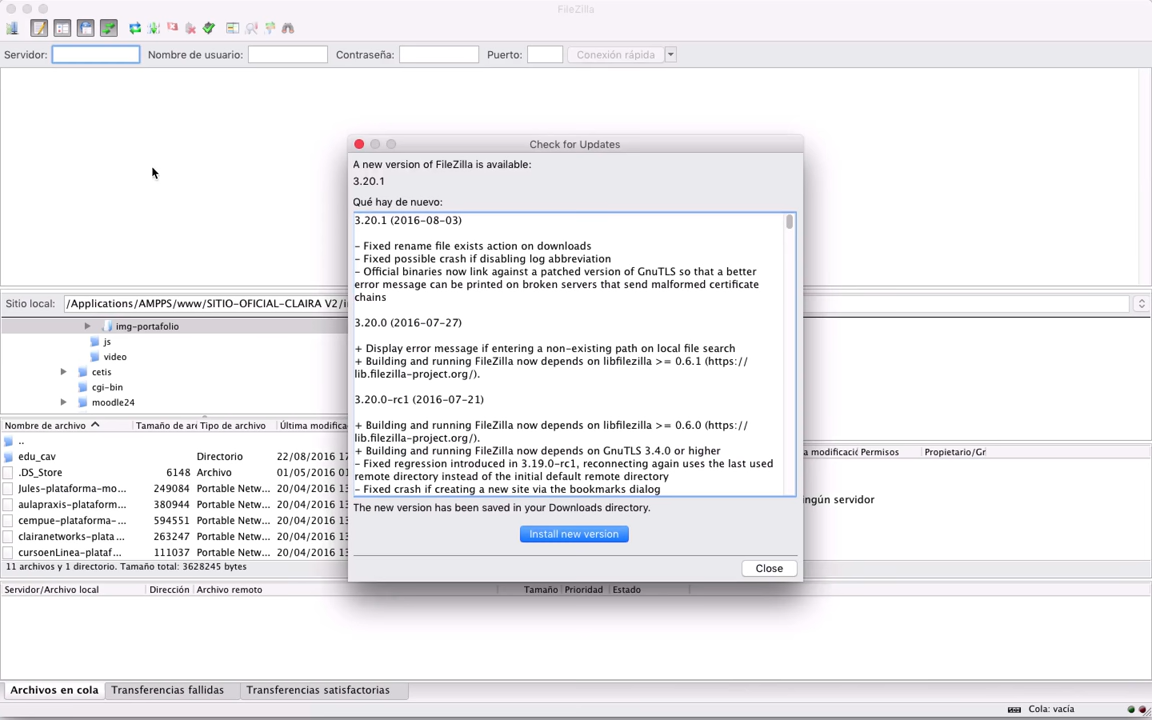 FileZilla
Servidor: Nombre de usuario: Contraseña: Puerto: Conexión rápida
Check for Updates
A new version of FileZilla is available:
3.20.1
Qué hay de nuevo:
3.20.1 (2016-08-03)
- Fixed rename file exists action on downloads
- Fixed possible crash if disabling log abbreviation
- Official binaries now link against a patched version of GnuTLS so that a better
error message can be printed on broken servers that send malformed certificate
chains
3.20.0 (2016-07-27)
+ Display error message if entering a non-existing path on local file search
+ Building and running FileZilla now depends on libfilezilla >= 0.6.1 (https://
lib.filezilla-project.org/).
3.20.0-rc1 (2016-07-21)
+ Building and running FileZilla now depends on libfilezilla >= 0.6.0 (https://
lib.filezilla-project.org/).
+ Building and running FileZilla now depends on GnuTLS 3.4.0 or higher
- Fixed regression introduced in 3.19.0-rc1, reconnecting again uses the last used
remote directory instead of the initial default remote directory
- Fixed crash if creating a new site via the bookmarks dialog
The new version has been saved in your Downloads directory.
Install new version
Close
Sitio local: /Applications/AMPPS/www/SITIO-OFICIAL-CLAIRA V2/i
img-portafolio
js
video
cetis
cgi-bin
moodle24
Nombre de archivo Tamaño de arc Tipo de archivo Última modifica
..
edu_cav Directorio 22/08/2016 17
.DS_Store 6148 Archivo 01/05/2016 01
Jules-plataforma-mo... 249084 Portable Netw... 20/04/2016 13
aulapraxis-plataform... 380944 Portable Netw... 20/04/2016 13
cempue-plataforma-... 594551 Portable Netw... 20/04/2016 13
clairanetworks-plata... 263247 Portable Netw... 20/04/2016 13
cursoenLinea-plataf... 111037 Portable Netw... 20/04/2016 13
11 archivos y 1 directorio. Tamaño total: 3628245 bytes
a modificació Permisos Propietario/Gr
ingún servidor
Servidor/Archivo local Dirección Archivo remoto Tamaño Prioridad Estado
Archivos en cola Transferencias fallidas Transferencias satisfactorias
Cola: vacía